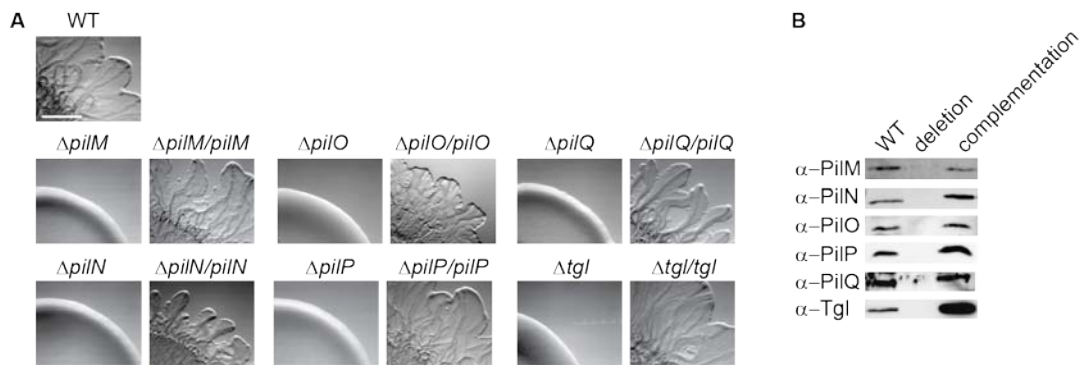 A
WT
ΔpilM
ΔpilM/pilM
ΔpilO
ΔpilO/pilO
ΔpilQ
ΔpilQ/pilQ
ΔpilN
ΔpilN/pilN
ΔpilP
ΔpilP/pilP
Δtgl
Δtgl/tgl
B
WT
deletion
complementation
α–PilM
α–PilN
α–PilO
α–PilP
α–PilQ
α–Tgl